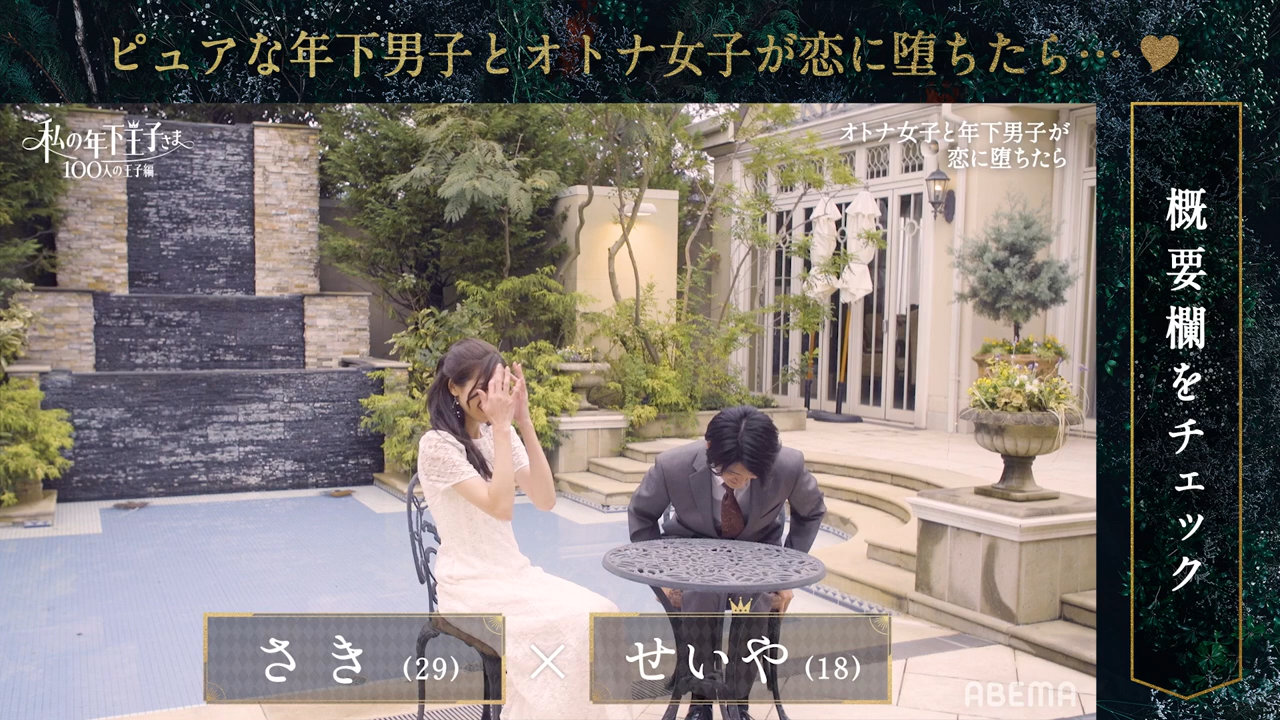 ピュアな年下男子とオトナ女子が恋に堕ちたら…
私の年下王子さま
100人の王子編
オトナ女子と年下男子が
恋に堕ちたら
概要欄をチェック
さき (29) × せいや (18)
ABEMA